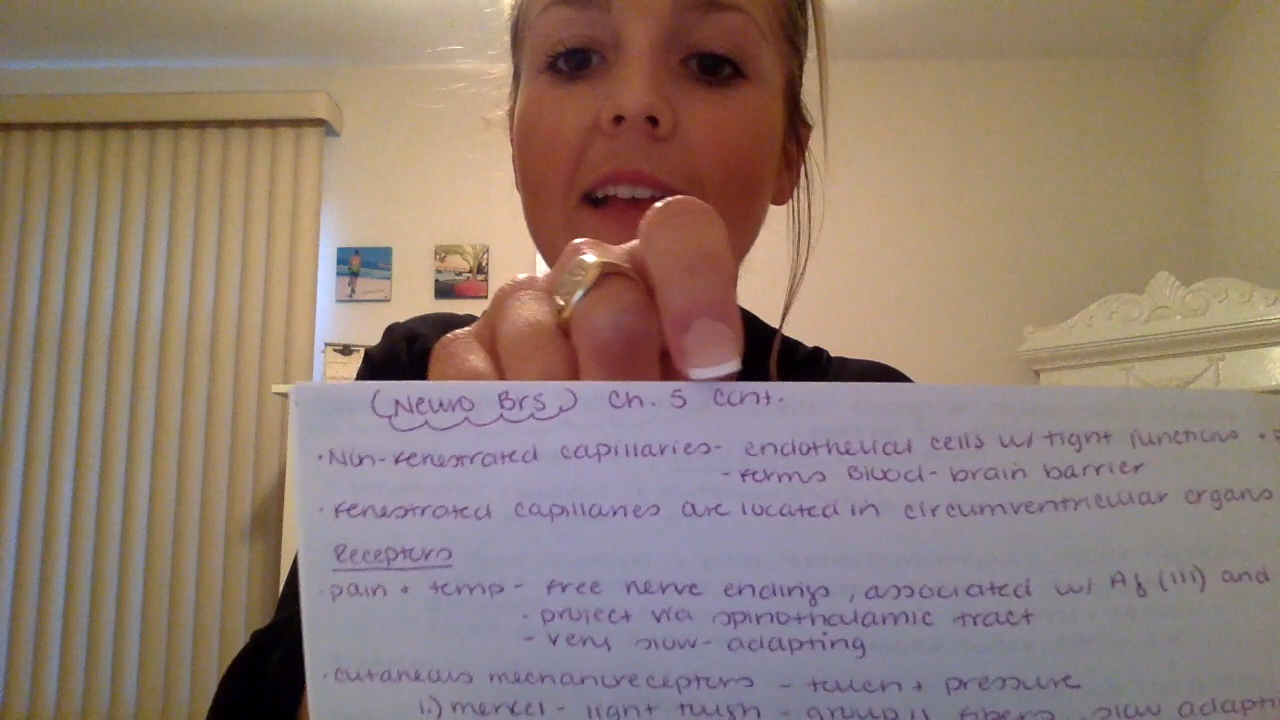 (Neuro BRS) Ch. 5 cont.
· Non-fenestrated capillaries- endothelial cells w/ tight junctions +
- forms Blood-brain barrier
· fenestrated capillaries are located in circumventricular organs
Receptors
· pain + temp - free nerve endings, associated w/ Aδ (III) and
- project via spinothalamic tract
- very slow-adapting
· cutaneous mechanoreceptors - touch + pressure
1.) merkel - light touch - group II fibers, slow adapti